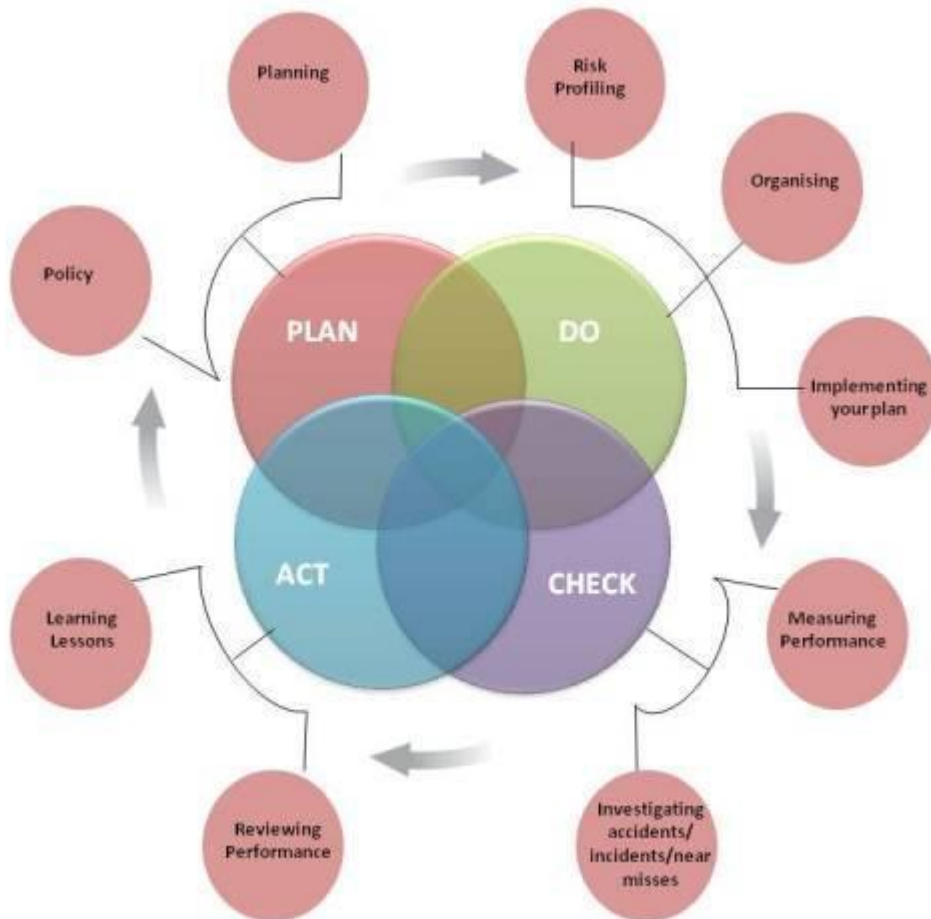 Planning
Risk
Profiling
Organising
Policy
PLAN
DO
Implementing
your plan
ACT
CHECK
Learning
Lessons
Measuring
Performance
Reviewing
Performance
Investigating
accidents/
incidents/near
misses